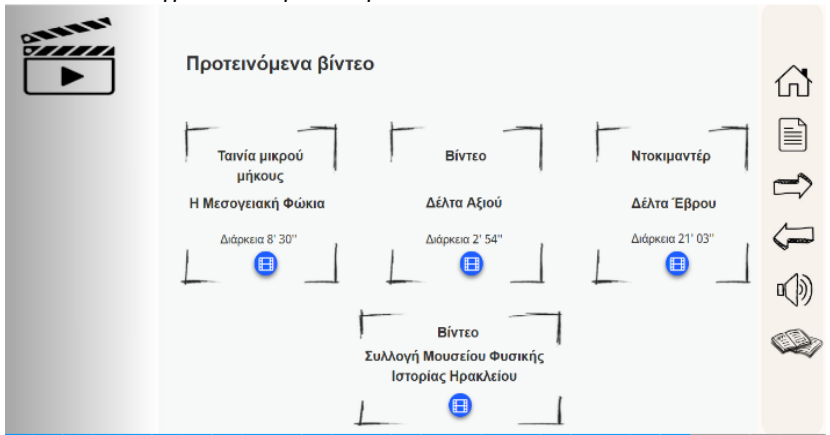 Προτεινόμενα βίντεο
Ταινία μικρού
μήκους
Η Μεσογειακή Φώκια
Διάρκεια 8' 30''
Βίντεο
Δέλτα Αξιού
Διάρκεια 2' 54''
Ντοκιμαντέρ
Δέλτα Έβρου
Διάρκεια 21' 03''
Βίντεο
Συλλογή Μουσείου Φυσικής
Ιστορίας Ηρακλείου